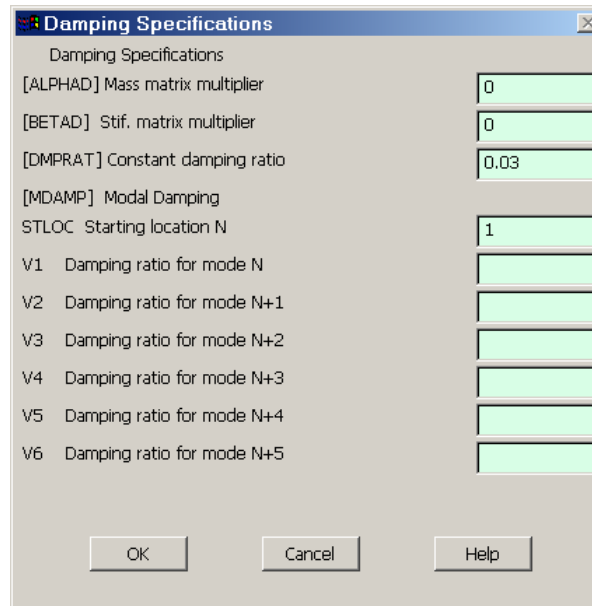 Damping Specifications
Damping Specifications
[ALPHAD] Mass matrix multiplier 0
[BETAD] Stif. matrix multiplier 0
[DMPRAT] Constant damping ratio 0.03
[MDAMP] Modal Damping
STLOC Starting location N 1
V1 Damping ratio for mode N
V2 Damping ratio for mode N+1
V3 Damping ratio for mode N+2
V4 Damping ratio for mode N+3
V5 Damping ratio for mode N+4
V6 Damping ratio for mode N+5
OK Cancel Help